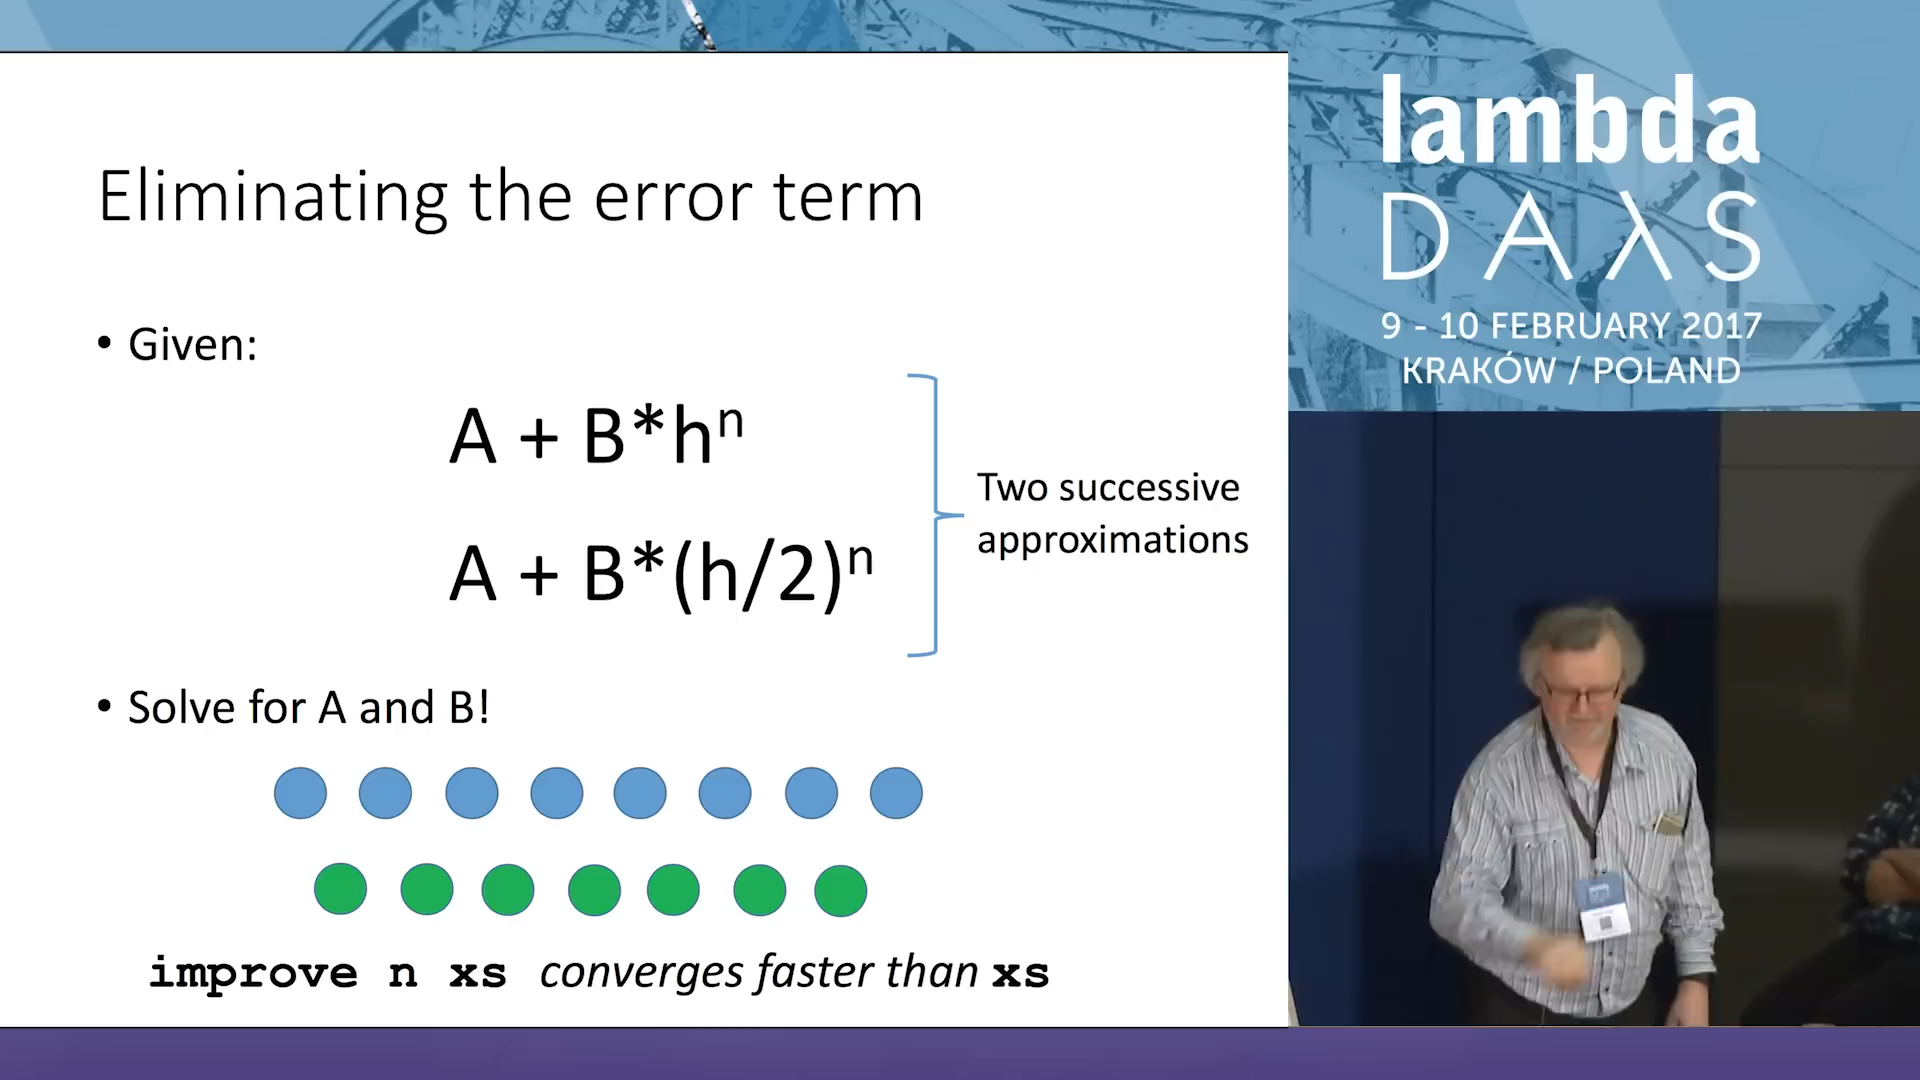 Eliminating the error term
• Given:
A + B*hⁿ
A + B*(h/2)ⁿ
Two successive
approximations
• Solve for A and B!
improve n xs converges faster than xs
lambda
DAλS
9 - 10 FEBRUARY 2017
KRAKÓW / POLAND